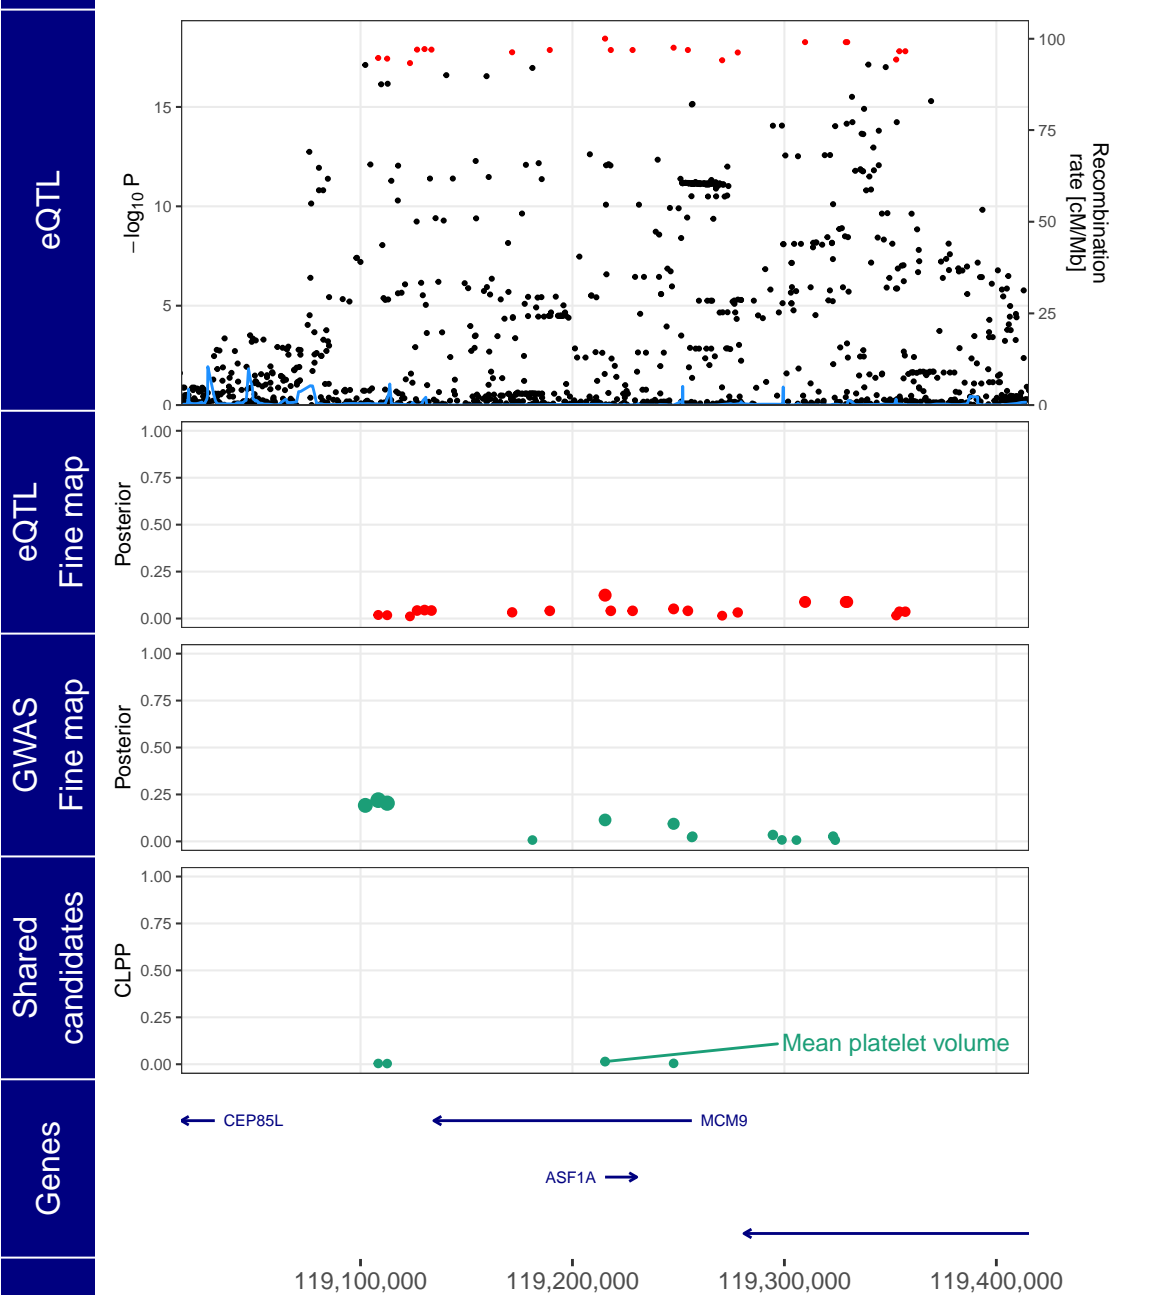 eQTL
−log10 P
15
10
5
0
100
75
50
25
0
Recombination
rate [cM/Mb]
eQTL
Fine map
Posterior
1.00
0.75
0.50
0.25
0.00
GWAS
Fine map
Posterior
1.00
0.75
0.50
0.25
0.00
Shared
candidates
CLPP
1.00
0.75
0.50
0.25
0.00
Mean platelet volume
Genes
CEP85L
MCM9
ASF1A
119,100,000
119,200,000
119,300,000
119,400,000